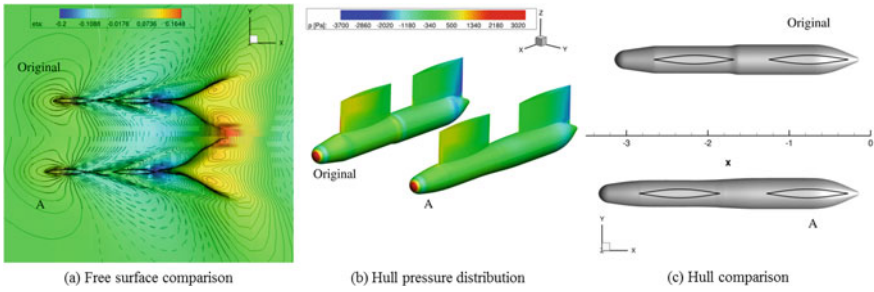 eta: -0.2 -0.1088 -0.0176 0.0736 0.1648
Y
X
Original
A
(a) Free surface comparison
p [Pa]: -3700 -2860 -2020 -1180 -340 500 1340 2180 3020
Z
X Y
Original
A
(b) Hull pressure distribution
Original
-3 -2 -1 0
x
A
Y
Z X
(c) Hull comparison